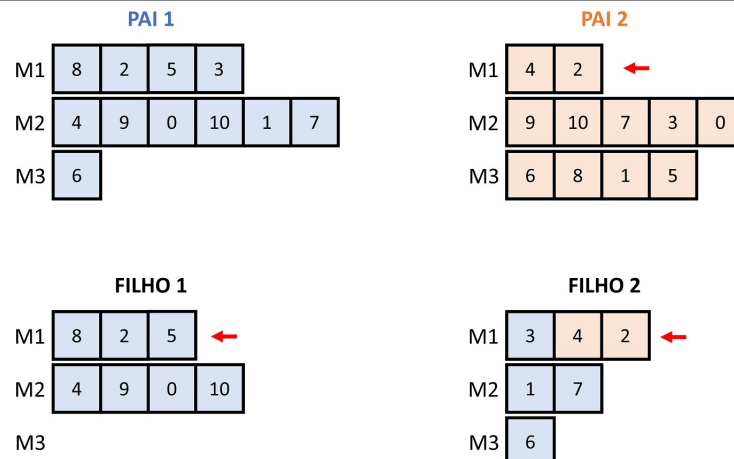 PAI 1
M1 8 2 5 3
M2 4 9 0 10 1 7
M3 6
PAI 2
M1 4 2
M2 9 10 7 3 0
M3 6 8 1 5
FILHO 1
M1 8 2 5
M2 4 9 0 10
M3
FILHO 2
M1 3 4 2
M2 1 7
M3 6